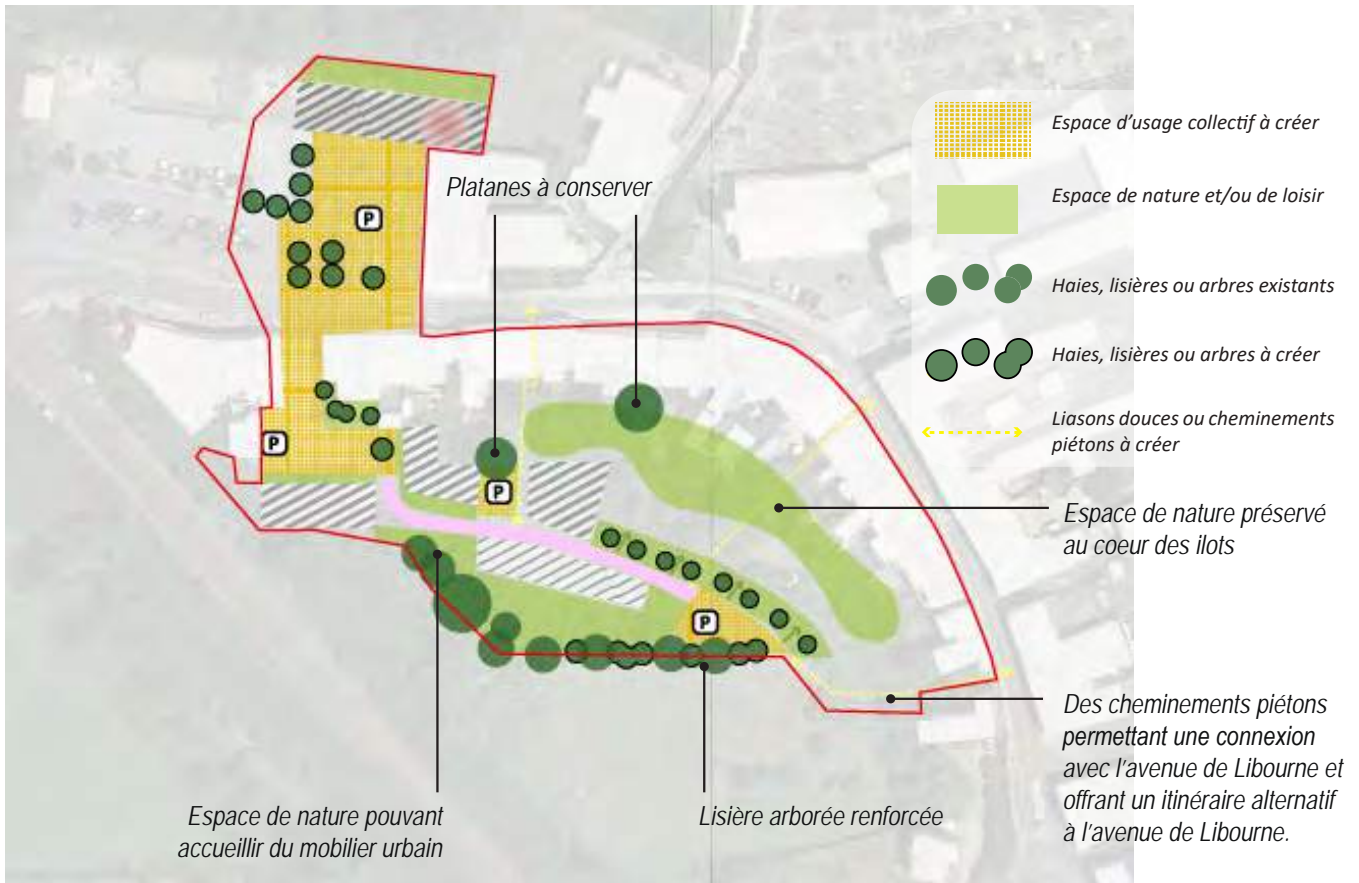 Espace d'usage collectif à créer
Platanes à conserver
Espace de nature et/ou de loisir
P
Haies, lisières ou arbres existants
Haies, lisières ou arbres à créer
Liasons douces ou cheminements
piétons à créer
P
P
Espace de nature préservé
au coeur des ilots
P
Des cheminements piétons
permettant une connexion
avec l'avenue de Libourne et
offrant un itinéraire alternatif
à l'avenue de Libourne.
Espace de nature pouvant
accueillir du mobilier urbain
Lisière arborée renforcée